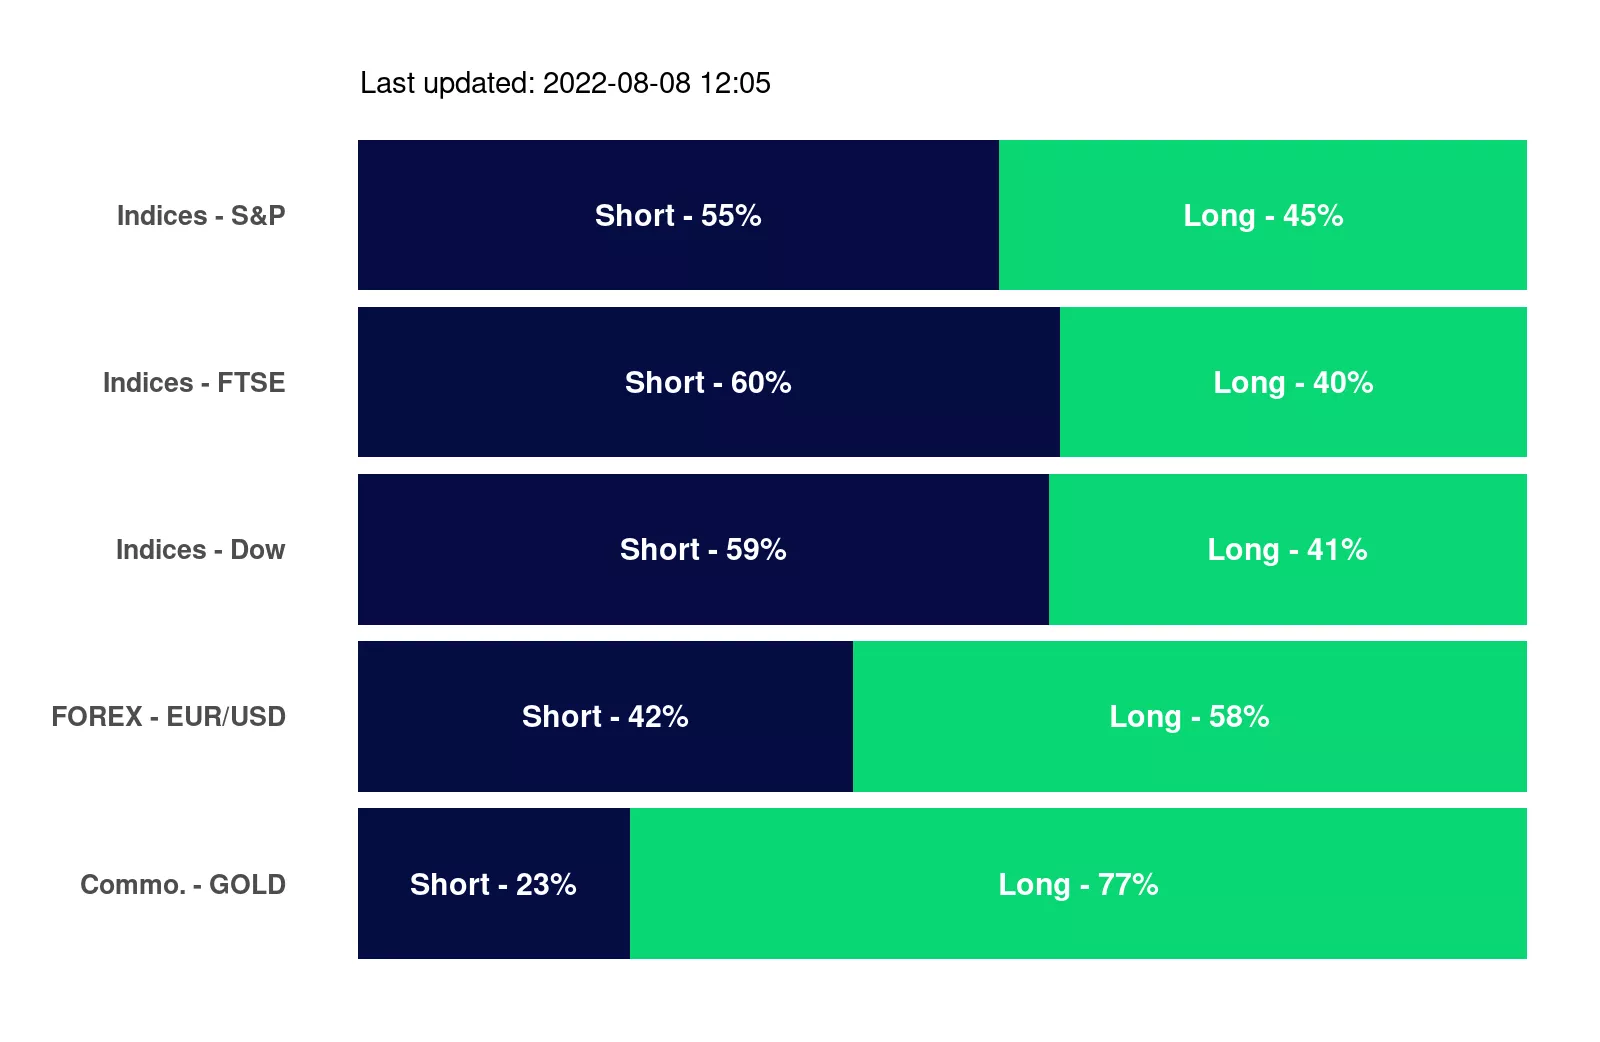 Last updated: 2022-08-08 12:05
Indices - S&P Short - 55% Long - 45%
Indices - FTSE Short - 60% Long - 40%
Indices - Dow Short - 59% Long - 41%
FOREX - EUR/USD Short - 42% Long - 58%
Commo. - GOLD Short - 23% Long - 77%